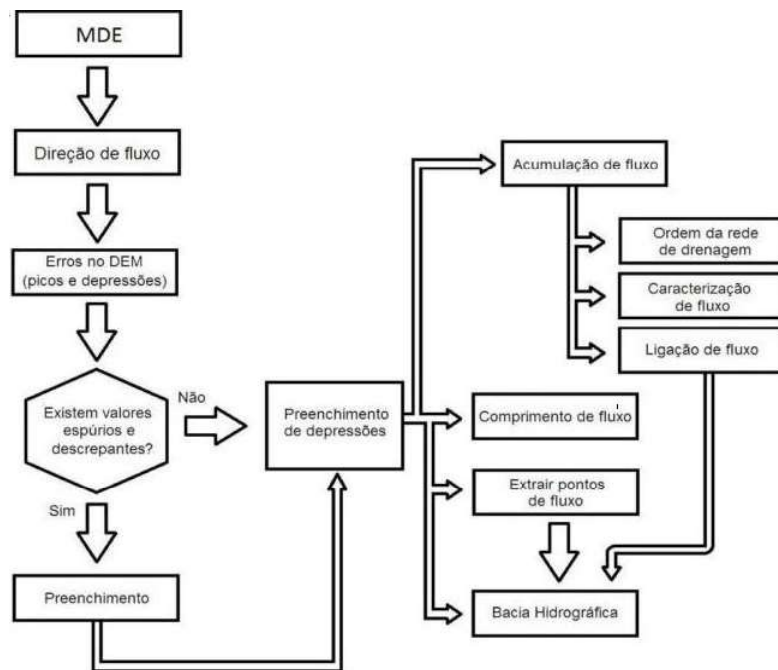 MDE
Direção de fluxo
Erros no DEM
(picos e depressões)
Existem valores
espúrios e
descrepantes?
Não
Sim
Preenchimento
Preenchimento
de depressões
Acumulação de fluxo
Ordem da rede
de drenagem
Caracterização
de fluxo
Ligação de fluxo
Comprimento de fluxo
Extrair pontos
de fluxo
Bacia Hidrográfica